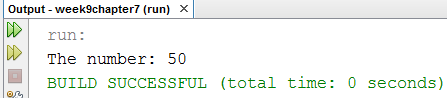 Output - week9chapter7 (run) ×
run:
The number: 50
BUILD SUCCESSFUL (total time: 0 seconds)